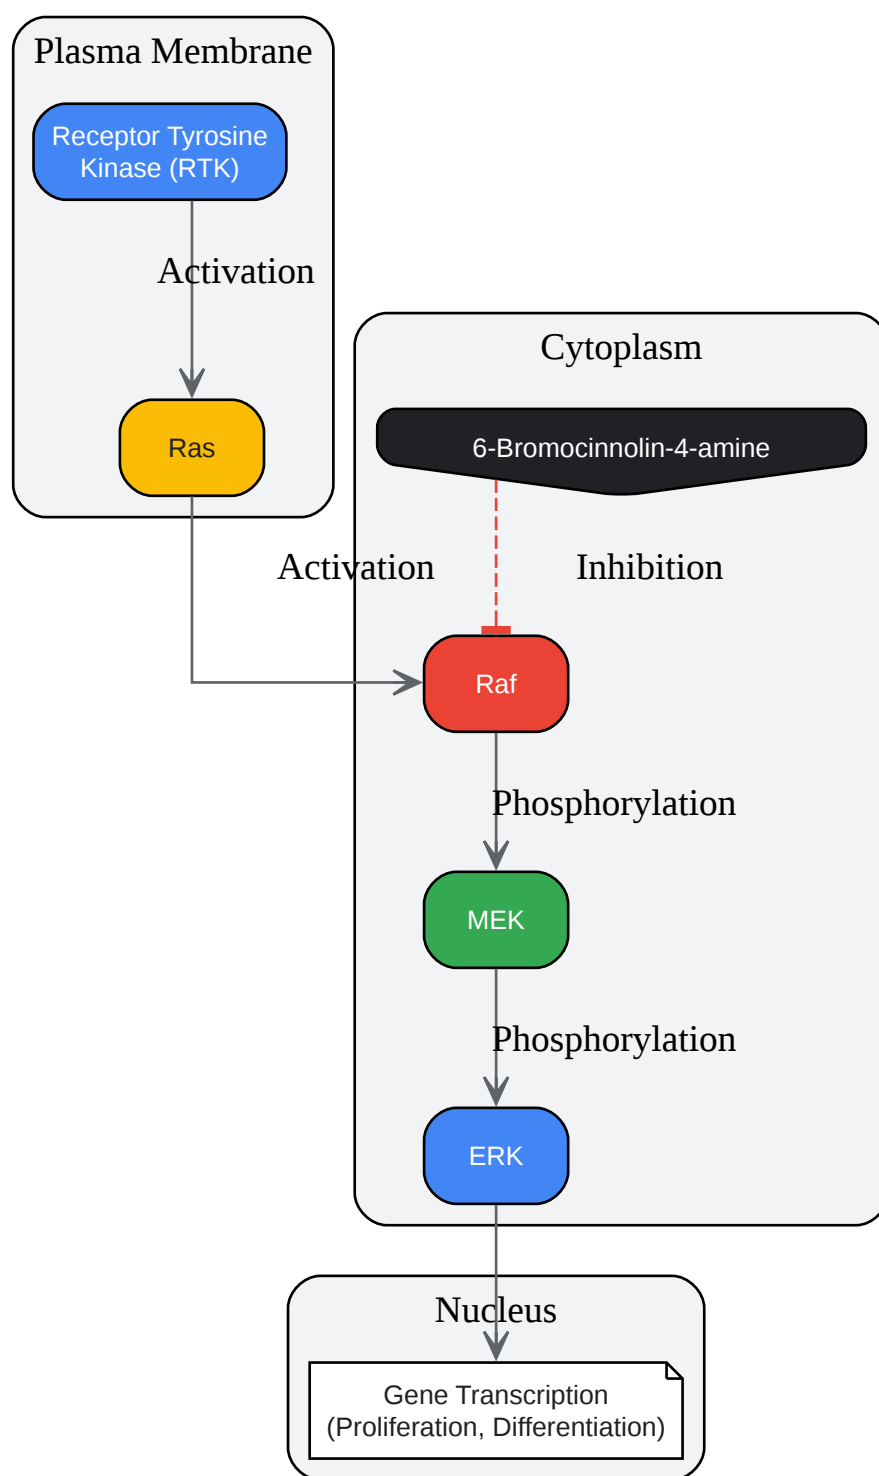 Plasma Membrane
Receptor Tyrosine
Kinase (RTK)
Activation
Ras
Cytoplasm
6-Bromocinnolin-4-amine
Activation
Inhibition
Raf
Phosphorylation
MEK
Phosphorylation
ERK
Nucleus
Gene Transcription
(Proliferation, Differentiation)